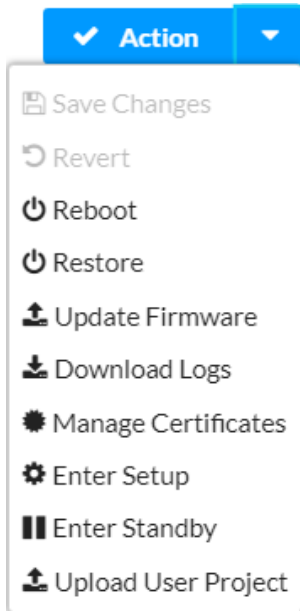 Action
Save Changes
Revert
Reboot
Restore
Update Firmware
Download Logs
Manage Certificates
Enter Setup
Enter Standby
Upload User Project